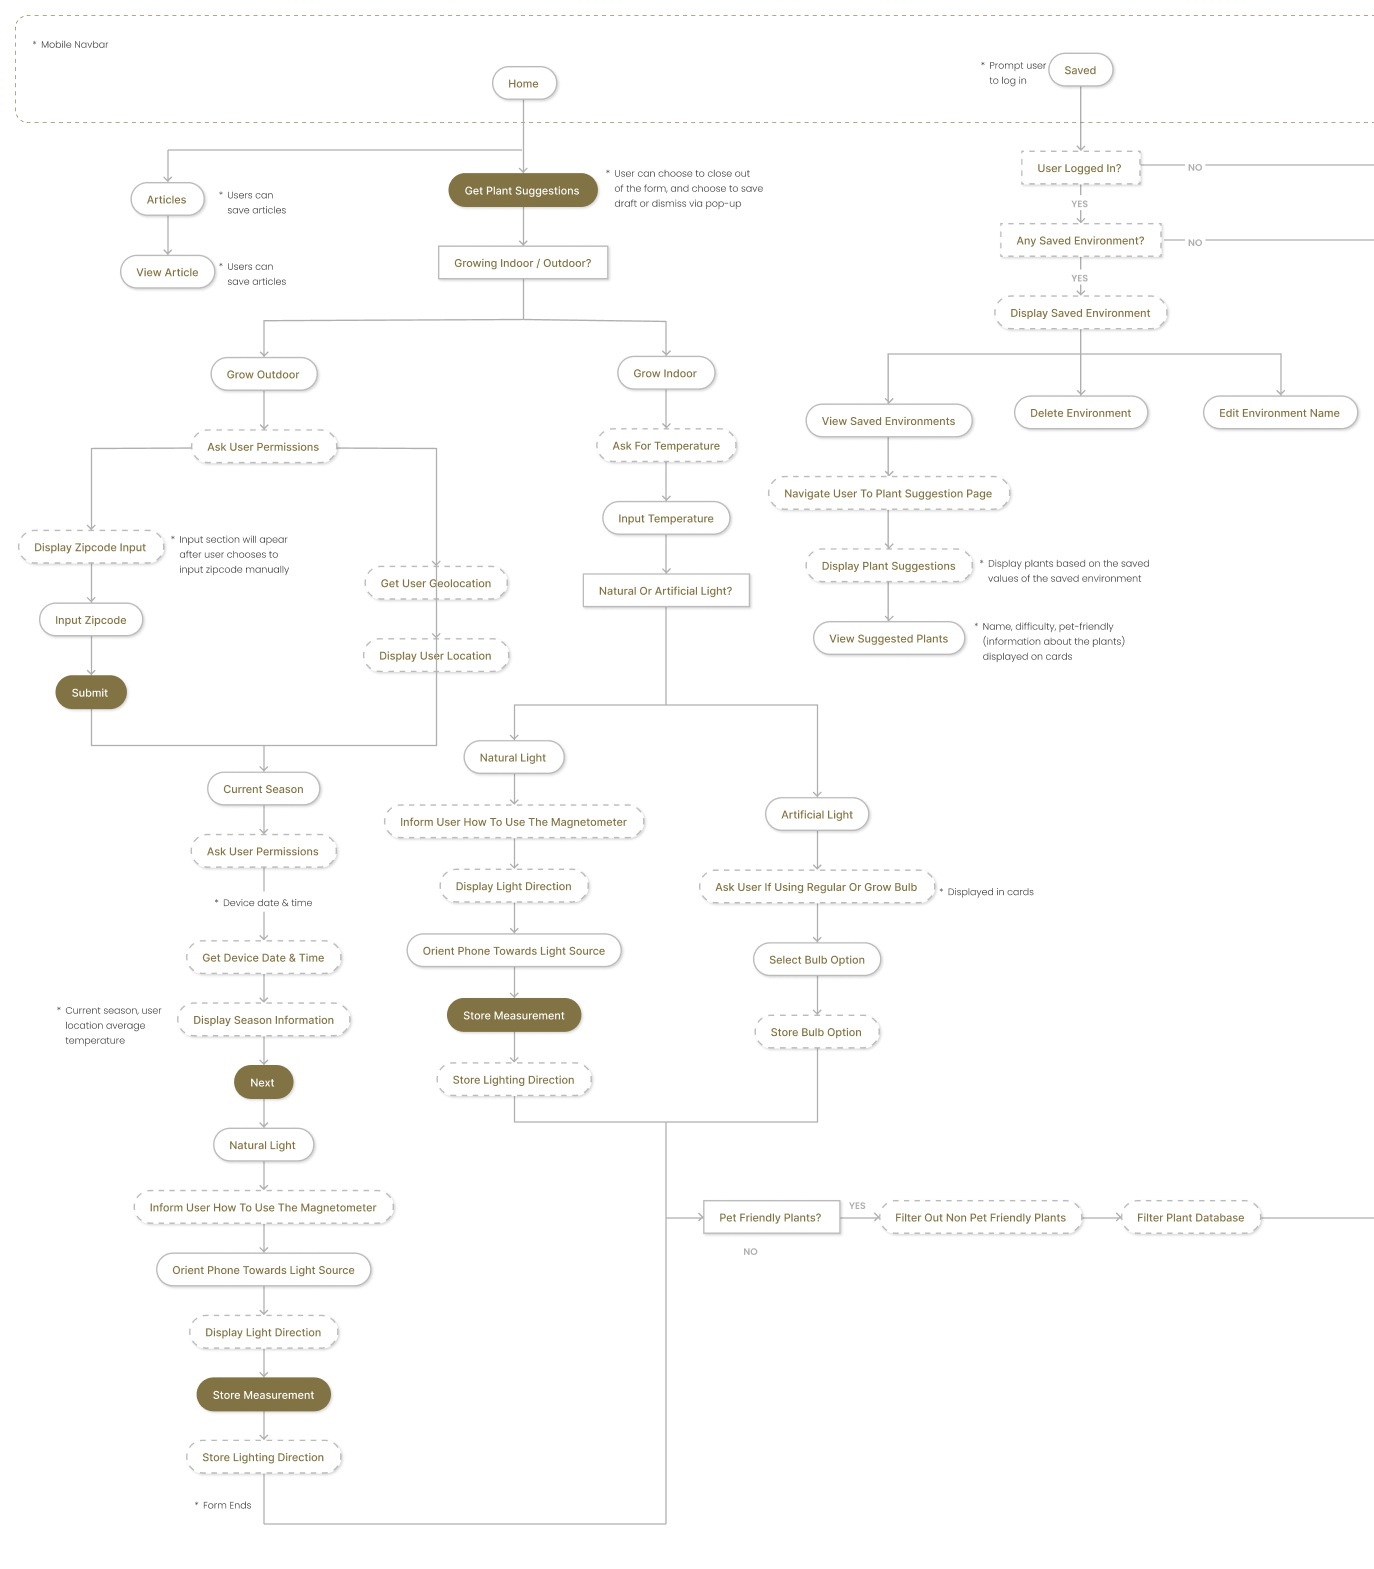 * Mobile Navbar
Home
* Prompt user
to log in
Saved
Articles
* Users can
save articles
View Article
* Users can
save articles
Get Plant Suggestions
* User can choose to close out
of the form, and choose to save
draft or dismiss via pop-up
Growing Indoor / Outdoor?
Grow Outdoor
Ask User Permissions
Display Zipcode Input
* Input section will apear
after user chooses to
input zipcode manually
Input Zipcode
Submit
Get User Geolocation
Display User Location
Current Season
Ask User Permissions
* Device date & time
Get Device Date & Time
Display Season Information
* Current season, user
location average
temperature
Next
Natural Light
Inform User How To Use The Magnetometer
Orient Phone Towards Light Source
Display Light Direction
Store Measurement
Store Lighting Direction
* Form Ends
Grow Indoor
Ask For Temperature
Input Temperature
Natural Or Artificial Light?
Natural Light
Inform User How To Use The Magnetometer
Display Light Direction
Orient Phone Towards Light Source
Store Measurement
Store Lighting Direction
Artificial Light
Ask User If Using Regular Or Grow Bulb
* Displayed in cards
Select Bulb Option
Store Bulb Option
Pet Friendly Plants?
YES
NO
Filter Out Non Pet Friendly Plants
Filter Plant Database
User Logged In?
NO
YES
Any Saved Environment?
NO
YES
Display Saved Environment
View Saved Environments
Delete Environment
Edit Environment Name
Navigate User To Plant Suggestion Page
Display Plant Suggestions
* Display plants based on the saved
values of the saved environment
View Suggested Plants
* Name, difficulty, pet-friendly
(information about the plants)
displayed on cards